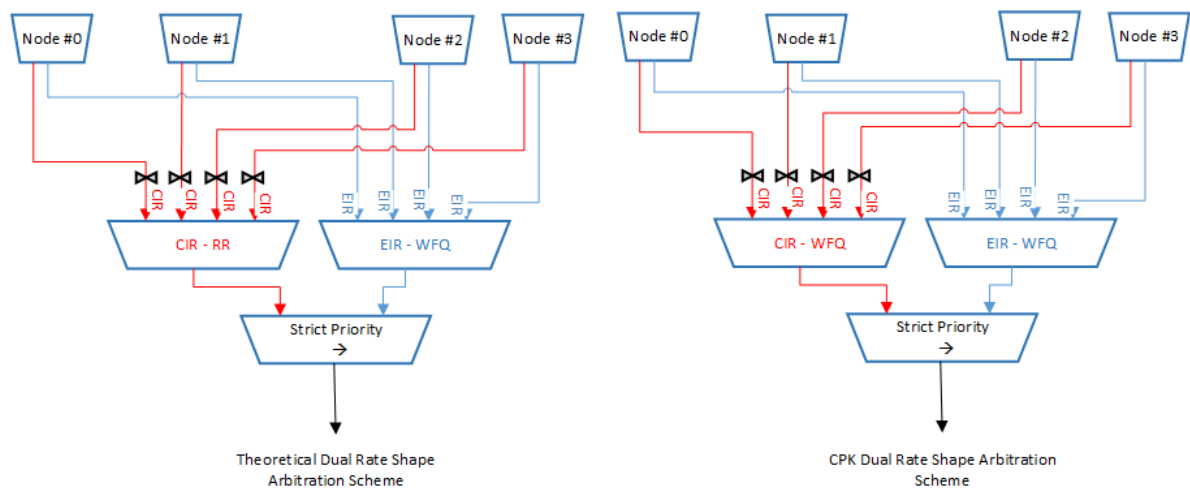 Node #0
Node #1
Node #2
Node #3
Node #0
Node #1
Node #2
Node #3
CIR
CIR
CIR
CIR
EIR
EIR
EIR
EIR
CIR
CIR
CIR
CIR
EIR
EIR
EIR
EIR
CIR - RR
EIR - WFQ
CIR - WFQ
EIR - WFQ
Strict Priority
→
Strict Priority
→
Theoretical Dual Rate Shape
Arbitration Scheme
CPK Dual Rate Shape Arbitration
Scheme